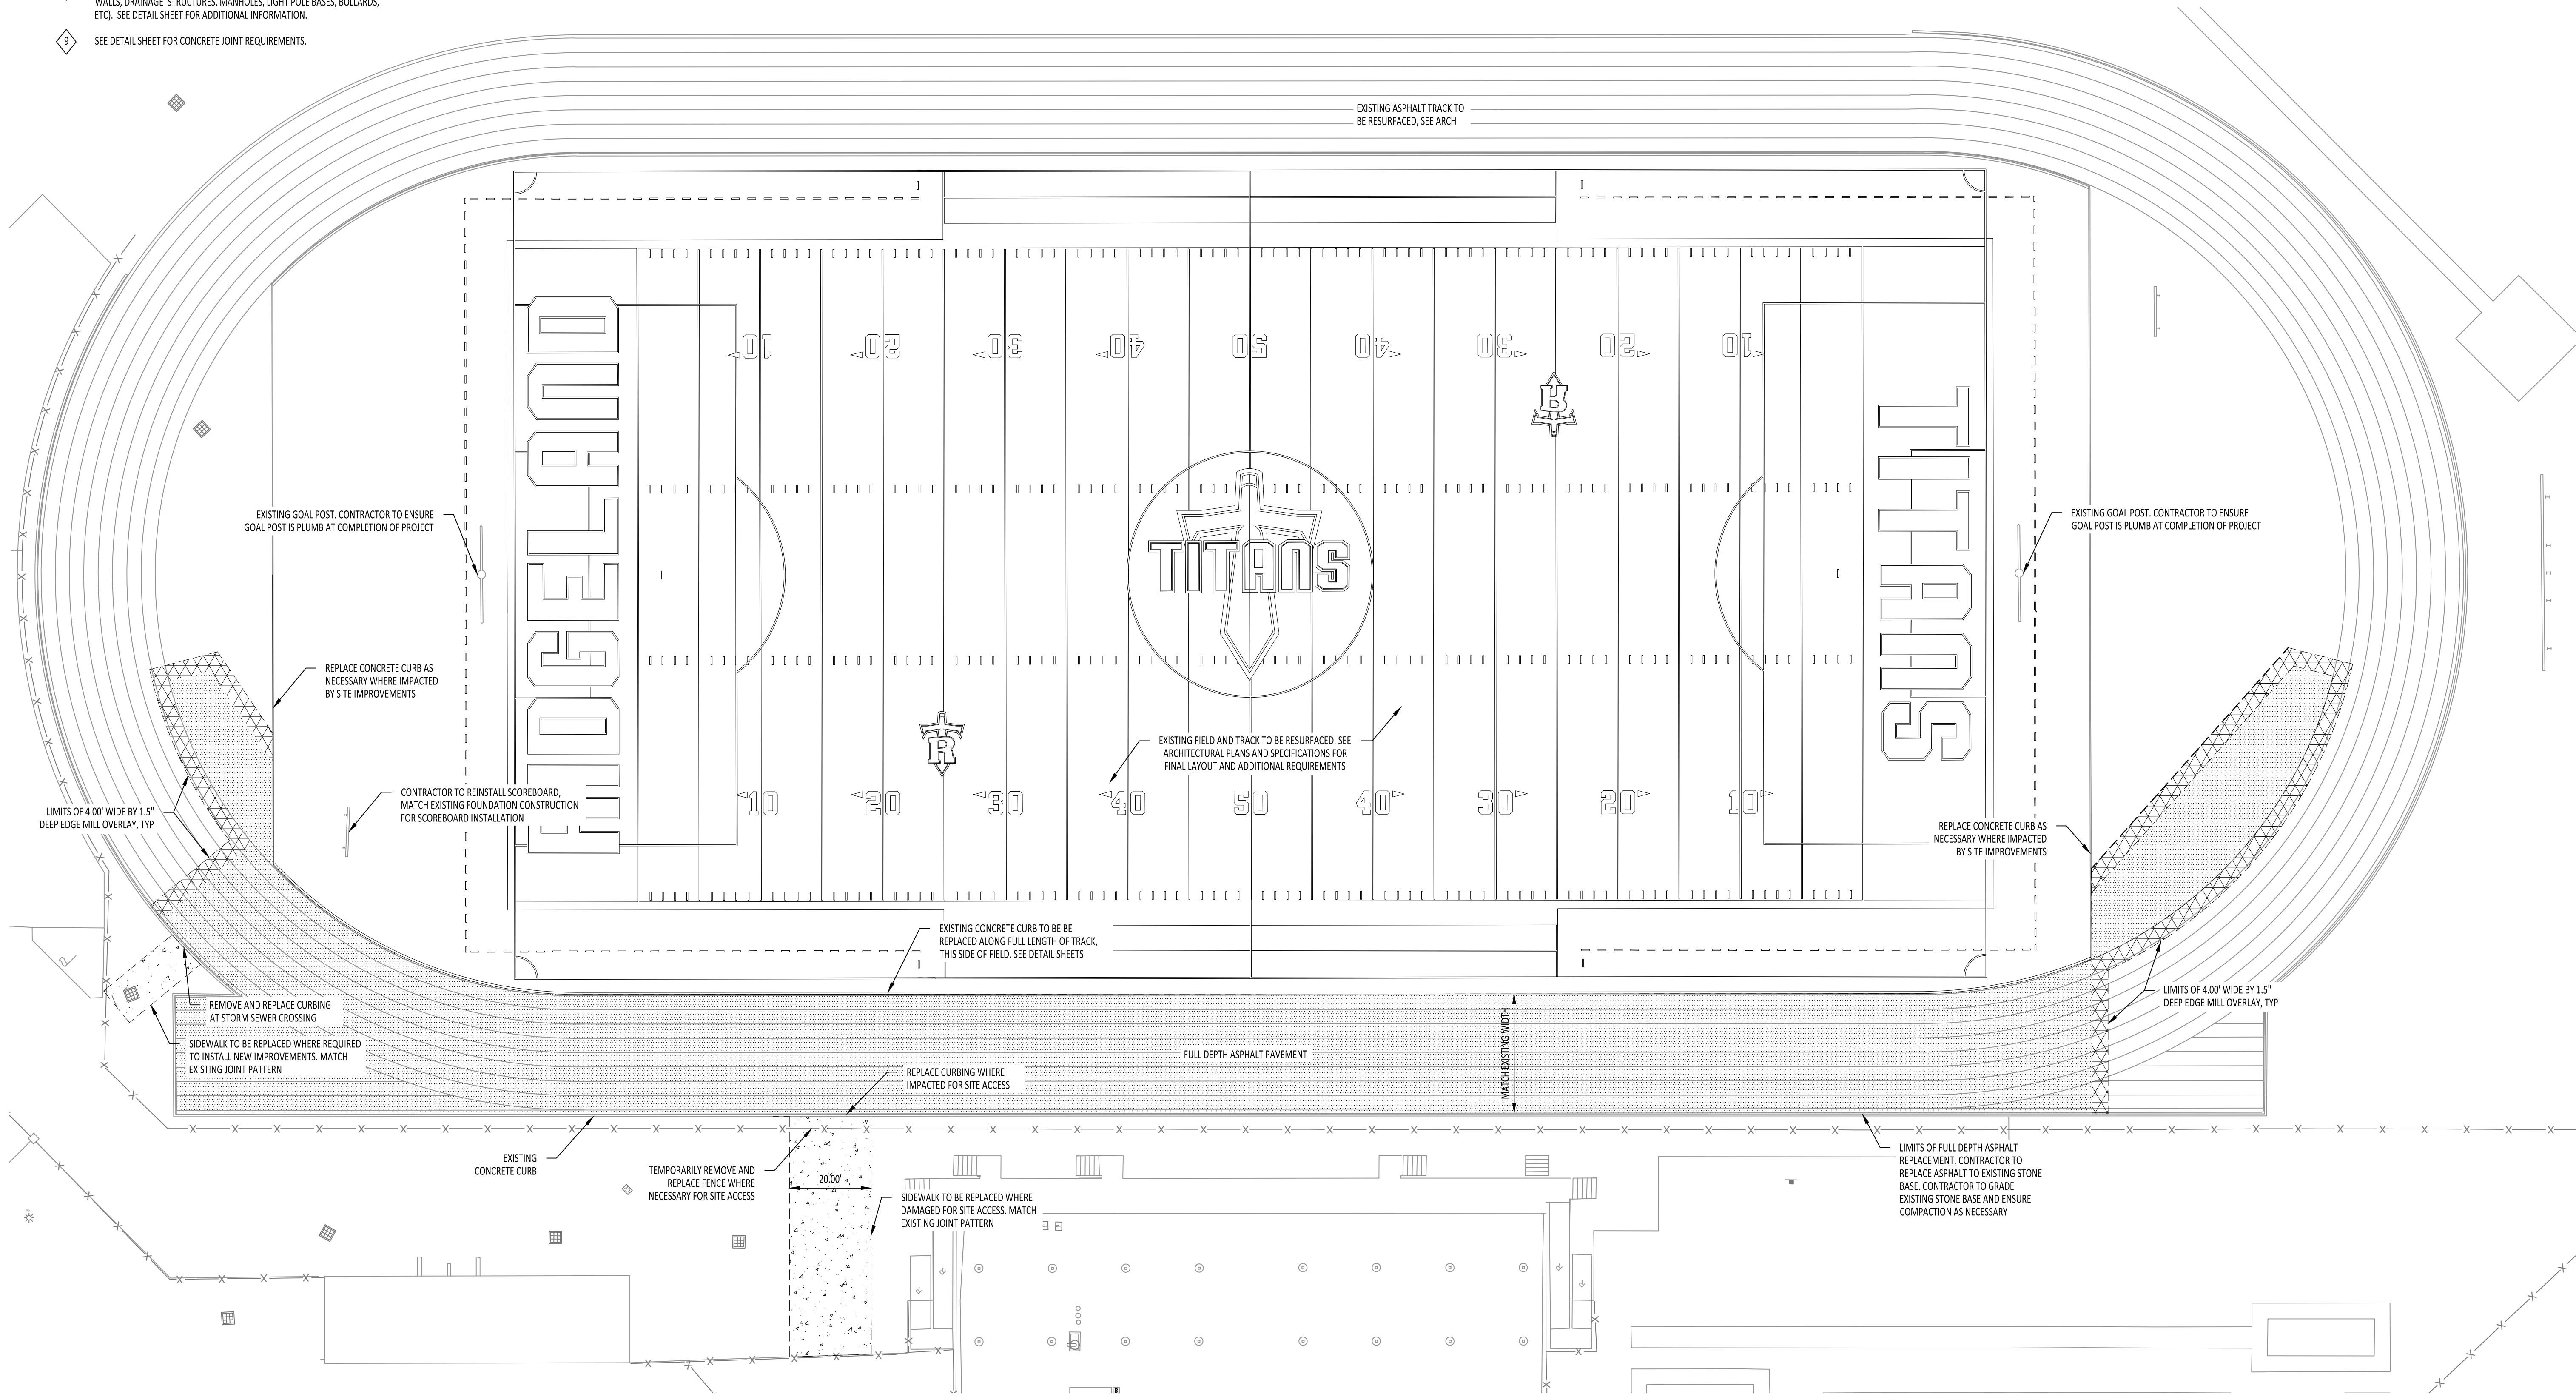 WALLS, DRAINAGE STRUCTURES, MANHOLES, LIGHT POLE BASES, BOLLARDS,
ETC). SEE DETAIL SHEET FOR ADDITIONAL INFORMATION.
9
SEE DETAIL SHEET FOR CONCRETE JOINT REQUIREMENTS.
EXISTING ASPHALT TRACK TO
BE RESURFACED, SEE ARCH
10 20 30 40 50 40 30 20 10
R
RIDGELAND
TITANS
TITANS
EXISTING GOAL POST. CONTRACTOR TO ENSURE
GOAL POST IS PLUMB AT COMPLETION OF PROJECT
EXISTING GOAL POST. CONTRACTOR TO ENSURE
GOAL POST IS PLUMB AT COMPLETION OF PROJECT
REPLACE CONCRETE CURB AS
NECESSARY WHERE IMPACTED
BY SITE IMPROVEMENTS
R
EXISTING FIELD AND TRACK TO BE RESURFACED. SEE
ARCHITECTURAL PLANS AND SPECIFICATIONS FOR
FINAL LAYOUT AND ADDITIONAL REQUIREMENTS
CONTRACTOR TO REINSTALL SCOREBOARD,
MATCH EXISTING FOUNDATION CONSTRUCTION
FOR SCOREBOARD INSTALLATION
LIMITS OF 4.00' WIDE BY 1.5"
DEEP EDGE MILL OVERLAY, TYP
10 20 30 40 50 40 30 20 10
REPLACE CONCRETE CURB AS
NECESSARY WHERE IMPACTED
BY SITE IMPROVEMENTS
EXISTING CONCRETE CURB TO BE BE
REPLACED ALONG FULL LENGTH OF TRACK,
THIS SIDE OF FIELD. SEE DETAIL SHEETS
REMOVE AND REPLACE CURBING
AT STORM SEWER CROSSING
LIMITS OF 4.00' WIDE BY 1.5"
DEEP EDGE MILL OVERLAY, TYP
SIDEWALK TO BE REPLACED WHERE REQUIRED
TO INSTALL NEW IMPROVEMENTS. MATCH
EXISTING JOINT PATTERN
MATCH EXISTING WIDTH
FULL DEPTH ASPHALT PAVEMENT
REPLACE CURBING WHERE
IMPACTED FOR SITE ACCESS
EXISTING
CONCRETE CURB
TEMPORARILY REMOVE AND
REPLACE FENCE WHERE
NECESSARY FOR SITE ACCESS
20.00'
SIDEWALK TO BE REPLACED WHERE
DAMAGED FOR SITE ACCESS. MATCH
EXISTING JOINT PATTERN
LIMITS OF FULL DEPTH ASPHALT
REPLACEMENT. CONTRACTOR TO
REPLACE ASPHALT TO EXISTING STONE
BASE. CONTRACTOR TO GRADE
EXISTING STONE BASE AND ENSURE
COMPACTION AS NECESSARY